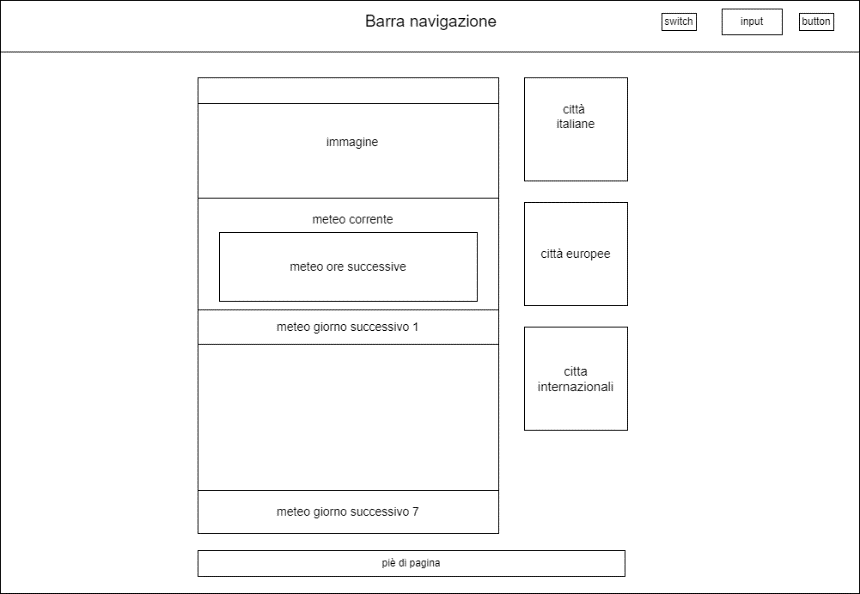 Barra navigazione
switch
input
button
immagine
meteo corrente
meteo ore successive
meteo giorno successivo 1
meteo giorno successivo 7
città
italiane
città europee
citta
internazionali
piè di pagina